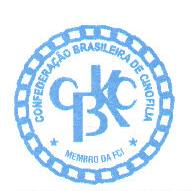 CONFEDERAÇÃO BRASILEIRA DE CINOFILIA
CBKC
MEMBRO DA FCI